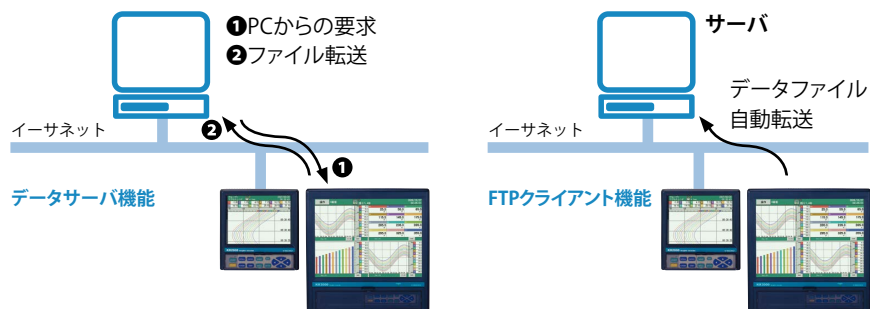 ❶PCからの要求
❷ファイル転送
イーサネット
❷
❶
データサーバ機能
サーバ
データファイル
自動転送
イーサネット
FTPクライアント機能